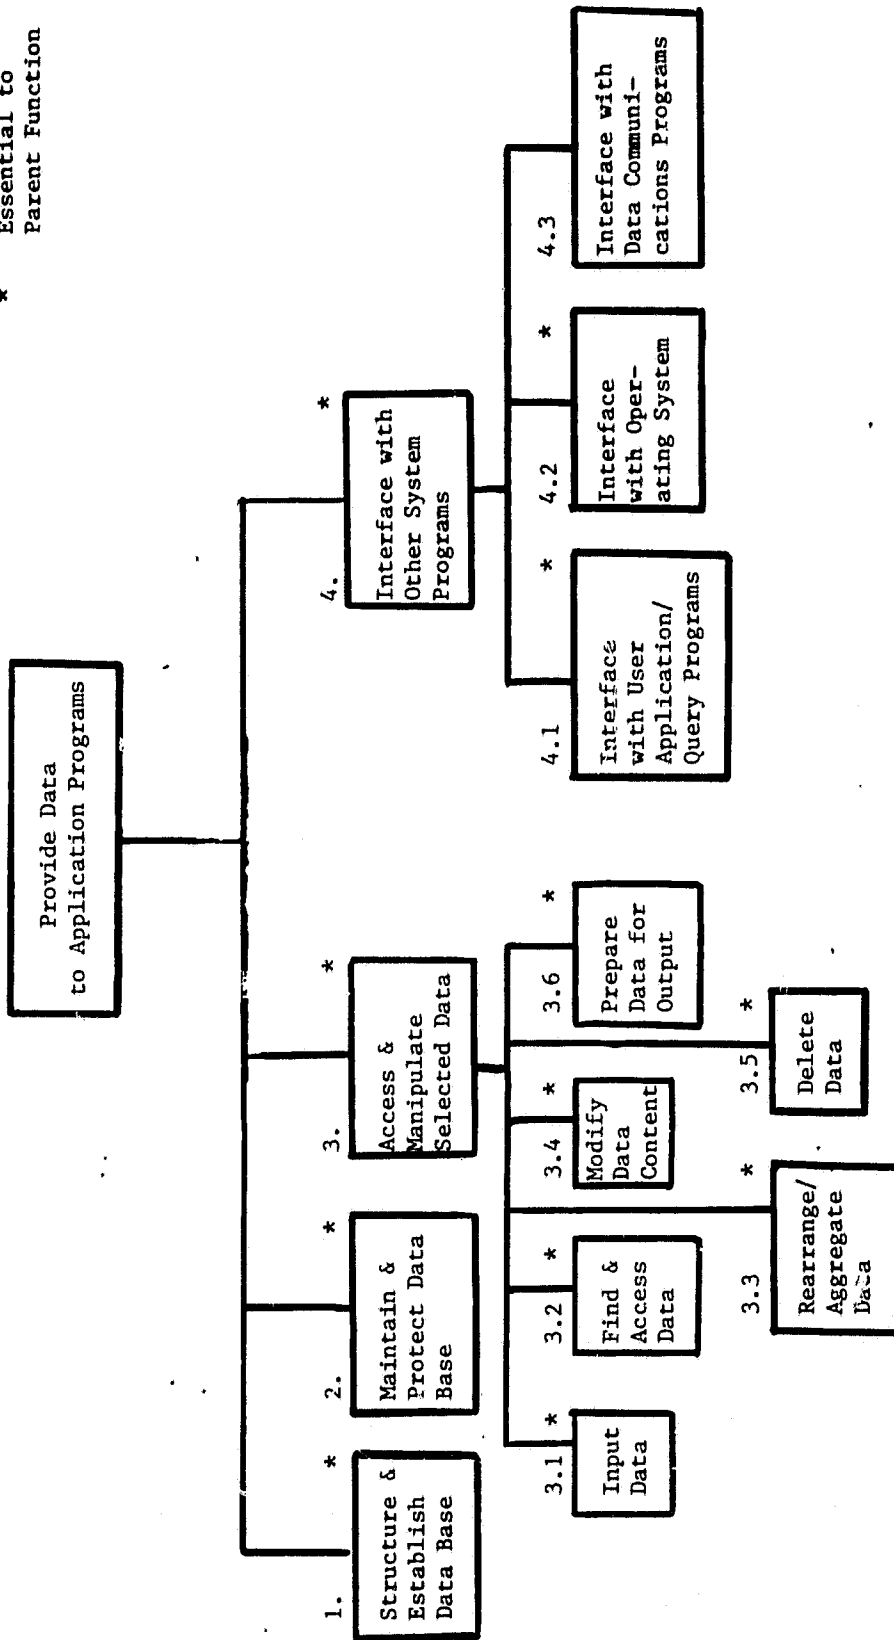 * Essential to
Parent Function
Provide Data
to Application Programs
1. *
Structure &
Establish
Data Base
2. *
Maintain &
Protect Data
Base
3. *
Access &
Manipulate
Selected Data
4. *
Interface with
Other System
Programs
3.1 *
Input
Data
3.2 *
Find &
Access
Data
3.3 *
Rearrange/
Aggregate
Data
3.4 *
Modify
Data
Content
3.5 *
Delete
Data
3.6 *
Prepare
Data for
Output
4.1 *
Interface
with User
Application/
Query Programs
4.2 *
Interface
with Oper-
ating System
4.3
Interface with
Data Communi-
cations Programs